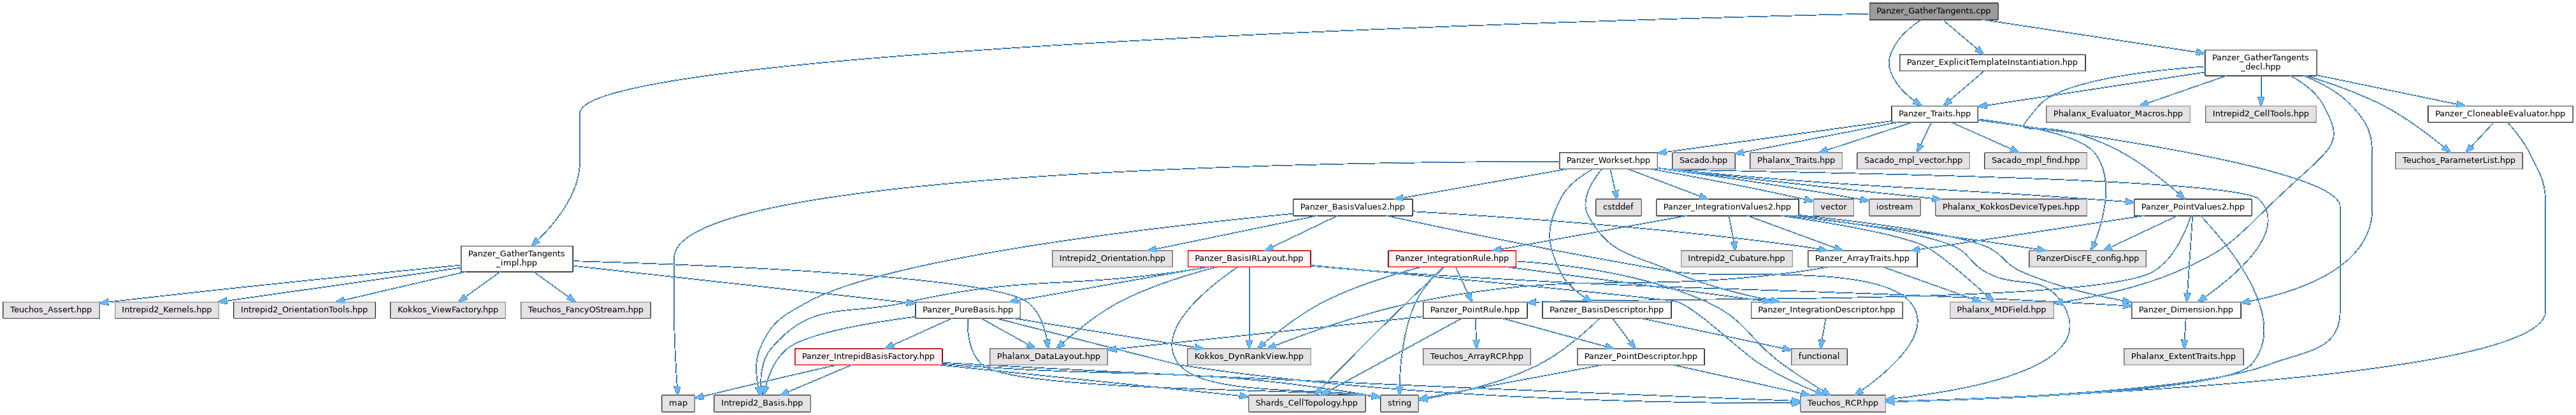 Panzer_GatherTangents.cpp
Panzer_ExplicitTemplateInstantiation.hpp
Panzer_GatherTangents
_decl.hpp
Panzer_Traits.hpp
Phalanx_Evaluator_Macros.hpp
Intrepid2_CellTools.hpp
Panzer_CloneableEvaluator.hpp
Panzer_Workset.hpp
Sacado.hpp
Phalanx_Traits.hpp
Sacado_mpl_vector.hpp
Sacado_mpl_find.hpp
Teuchos_ParameterList.hpp
Panzer_BasisValues2.hpp
cstddef
Panzer_IntegrationValues2.hpp
vector
iostream
Phalanx_KokkosDeviceTypes.hpp
Panzer_PointValues2.hpp
Panzer_GatherTangents
_impl.hpp
Intrepid2_Orientation.hpp
Panzer_BasisIRLayout.hpp
Panzer_IntegrationRule.hpp
Intrepid2_Cubature.hpp
Panzer_ArrayTraits.hpp
PanzerDiscFE_config.hpp
Teuchos_Assert.hpp
Intrepid2_Kernels.hpp
Intrepid2_OrientationTools.hpp
Kokkos_ViewFactory.hpp
Teuchos_FancyOStream.hpp
Panzer_PureBasis.hpp
Panzer_PointRule.hpp
Panzer_BasisDescriptor.hpp
Panzer_IntegrationDescriptor.hpp
Phalanx_MDField.hpp
Panzer_Dimension.hpp
Panzer_IntrepidBasisFactory.hpp
Phalanx_DataLayout.hpp
Kokkos_DynRankView.hpp
Teuchos_ArrayRCP.hpp
Panzer_PointDescriptor.hpp
functional
Phalanx_ExtentTraits.hpp
map
Intrepid2_Basis.hpp
Shards_CellTopology.hpp
string
Teuchos_RCP.hpp